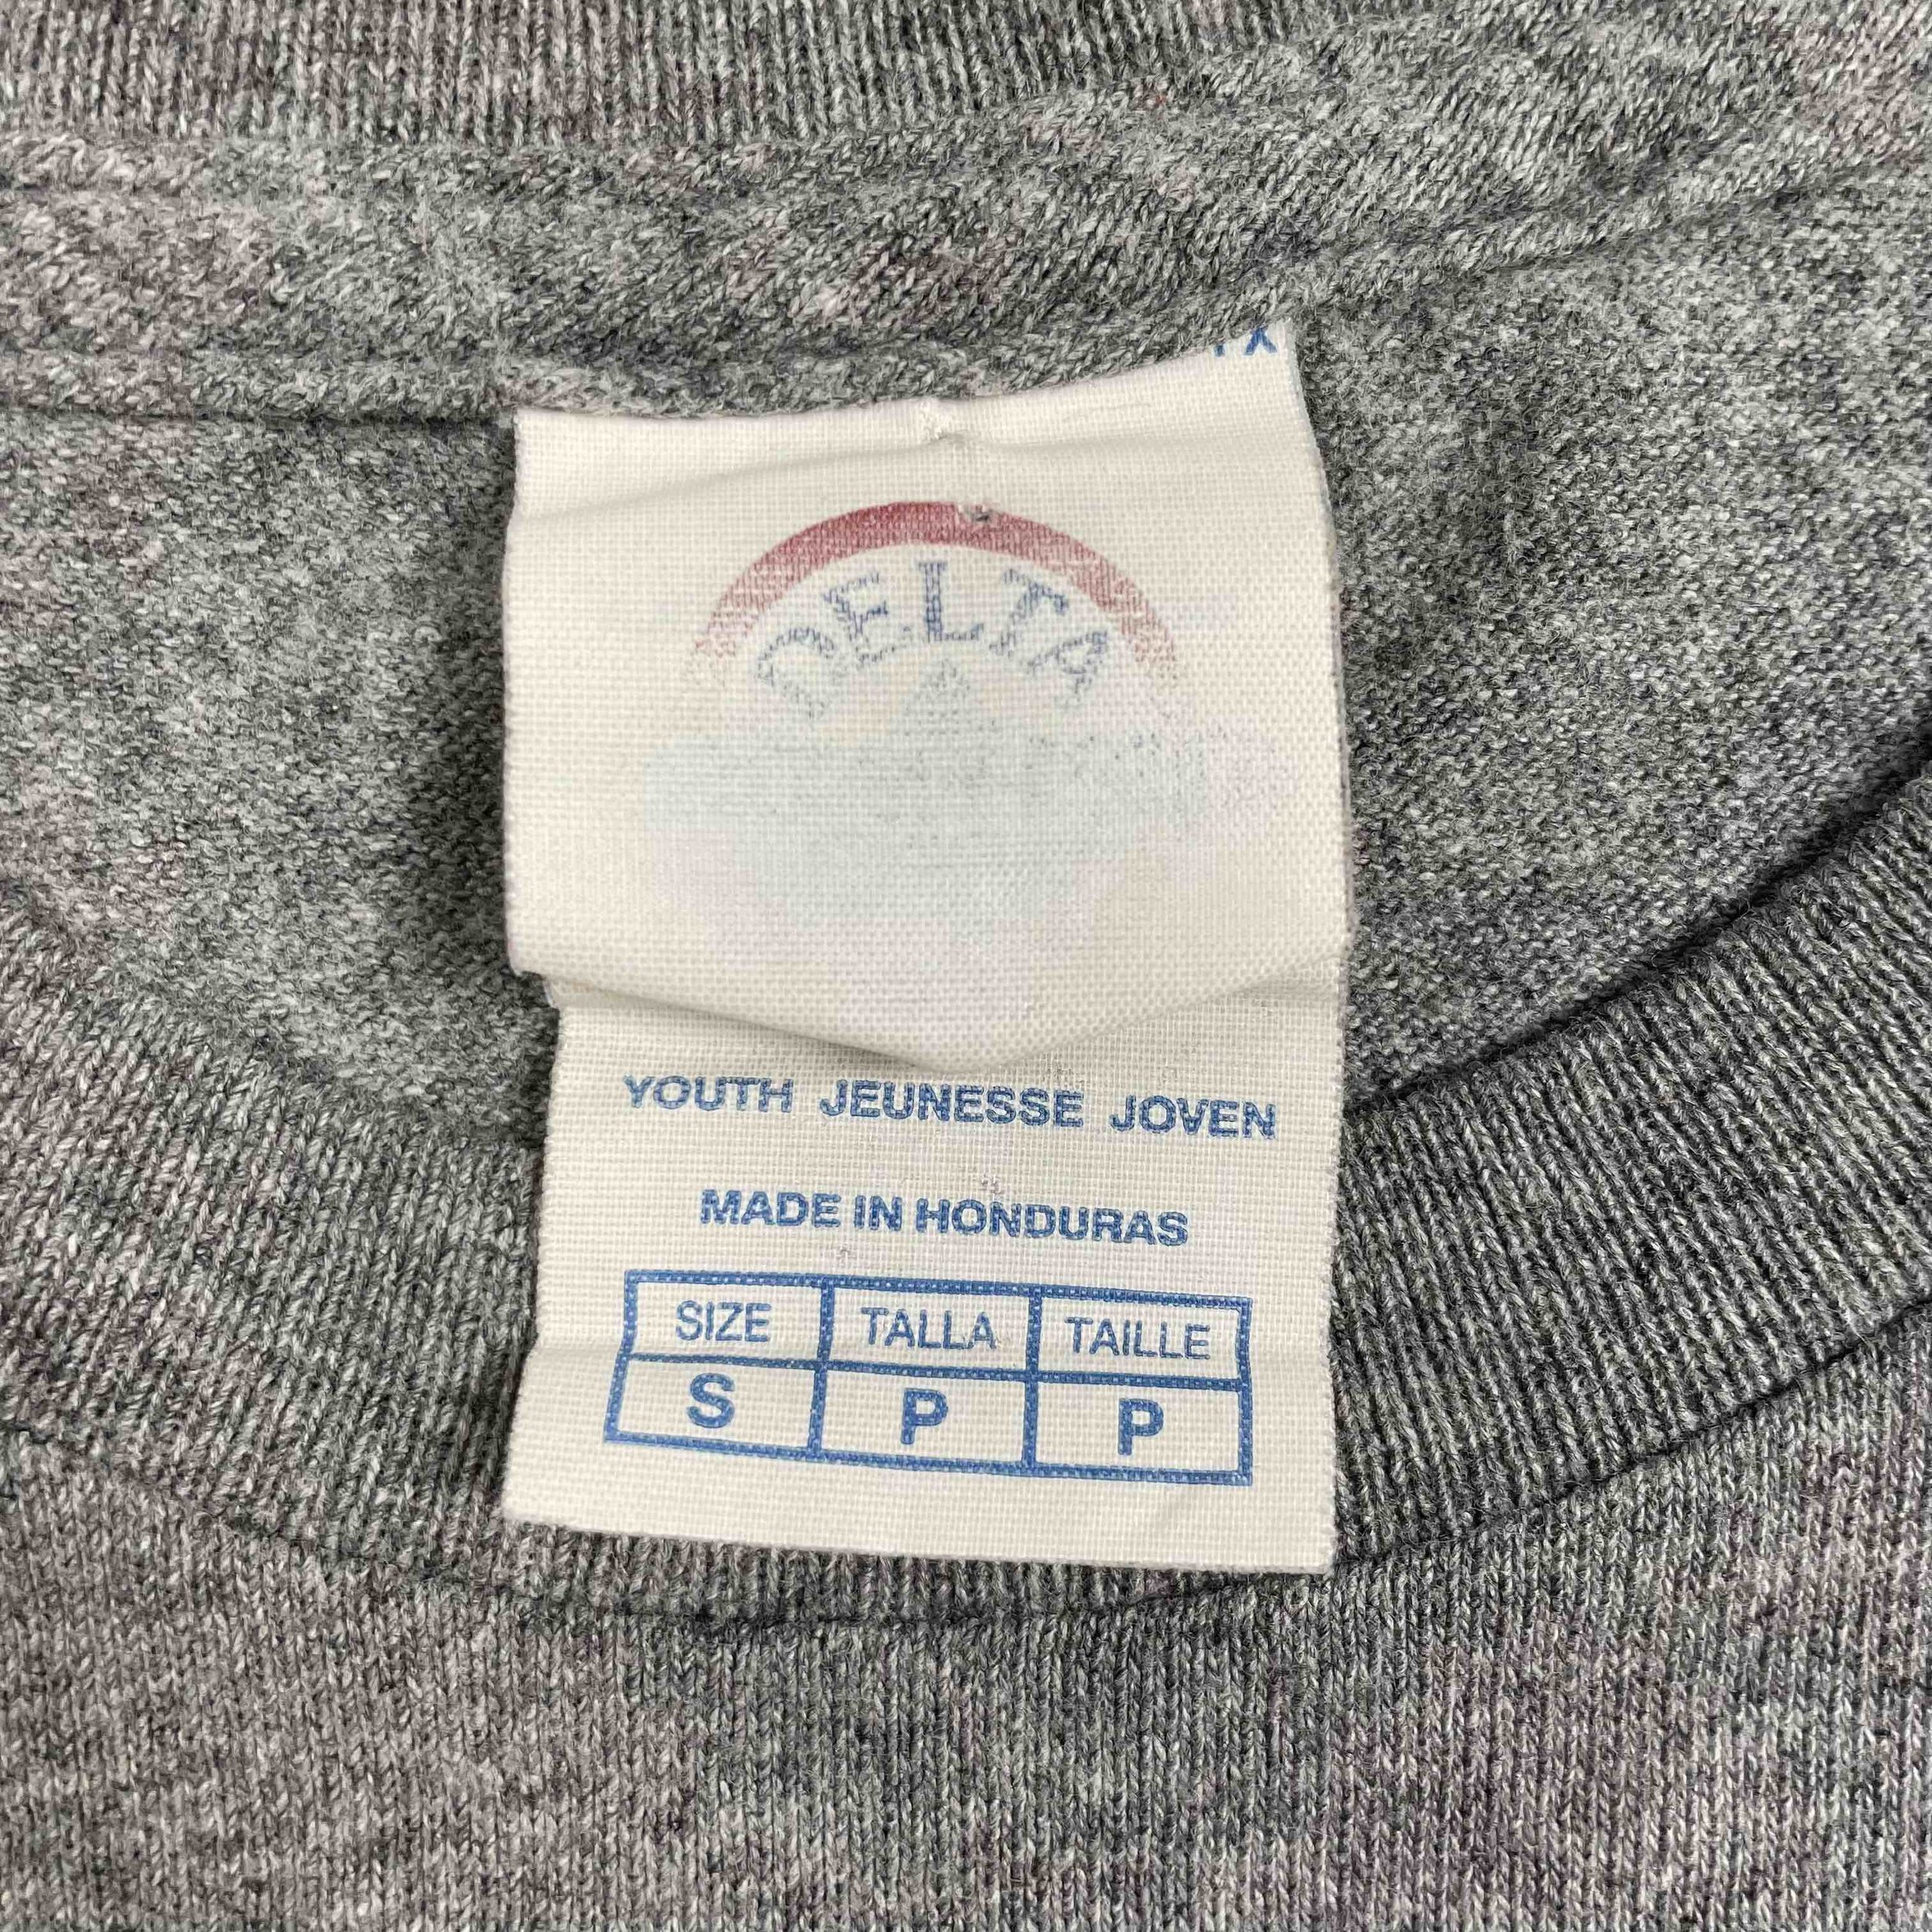 DELTA
YOUTH JEUNESSE JOVEN
MADE IN HONDURAS
SIZE TALLA TAILLE
S P P